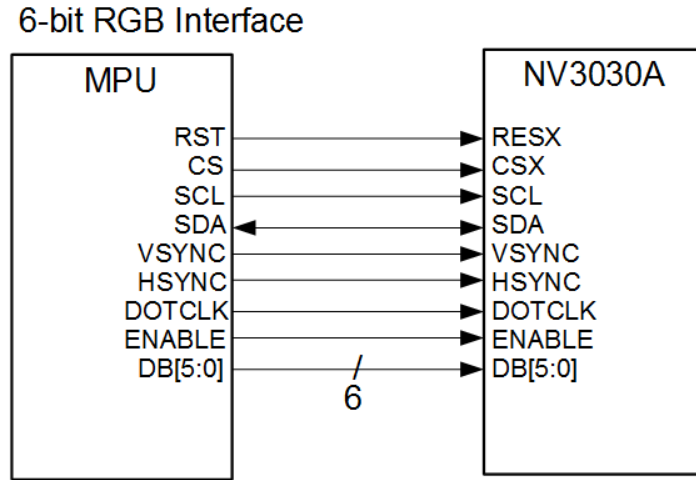 6-bit RGB Interface
MPU
NV3030A
RST
RESX
CS
CSX
SCL
SCL
SDA
SDA
VSYNC
VSYNC
HSYNC
HSYNC
DOTCLK
DOTCLK
ENABLE
ENABLE
DB[5:0]
DB[5:0]
6